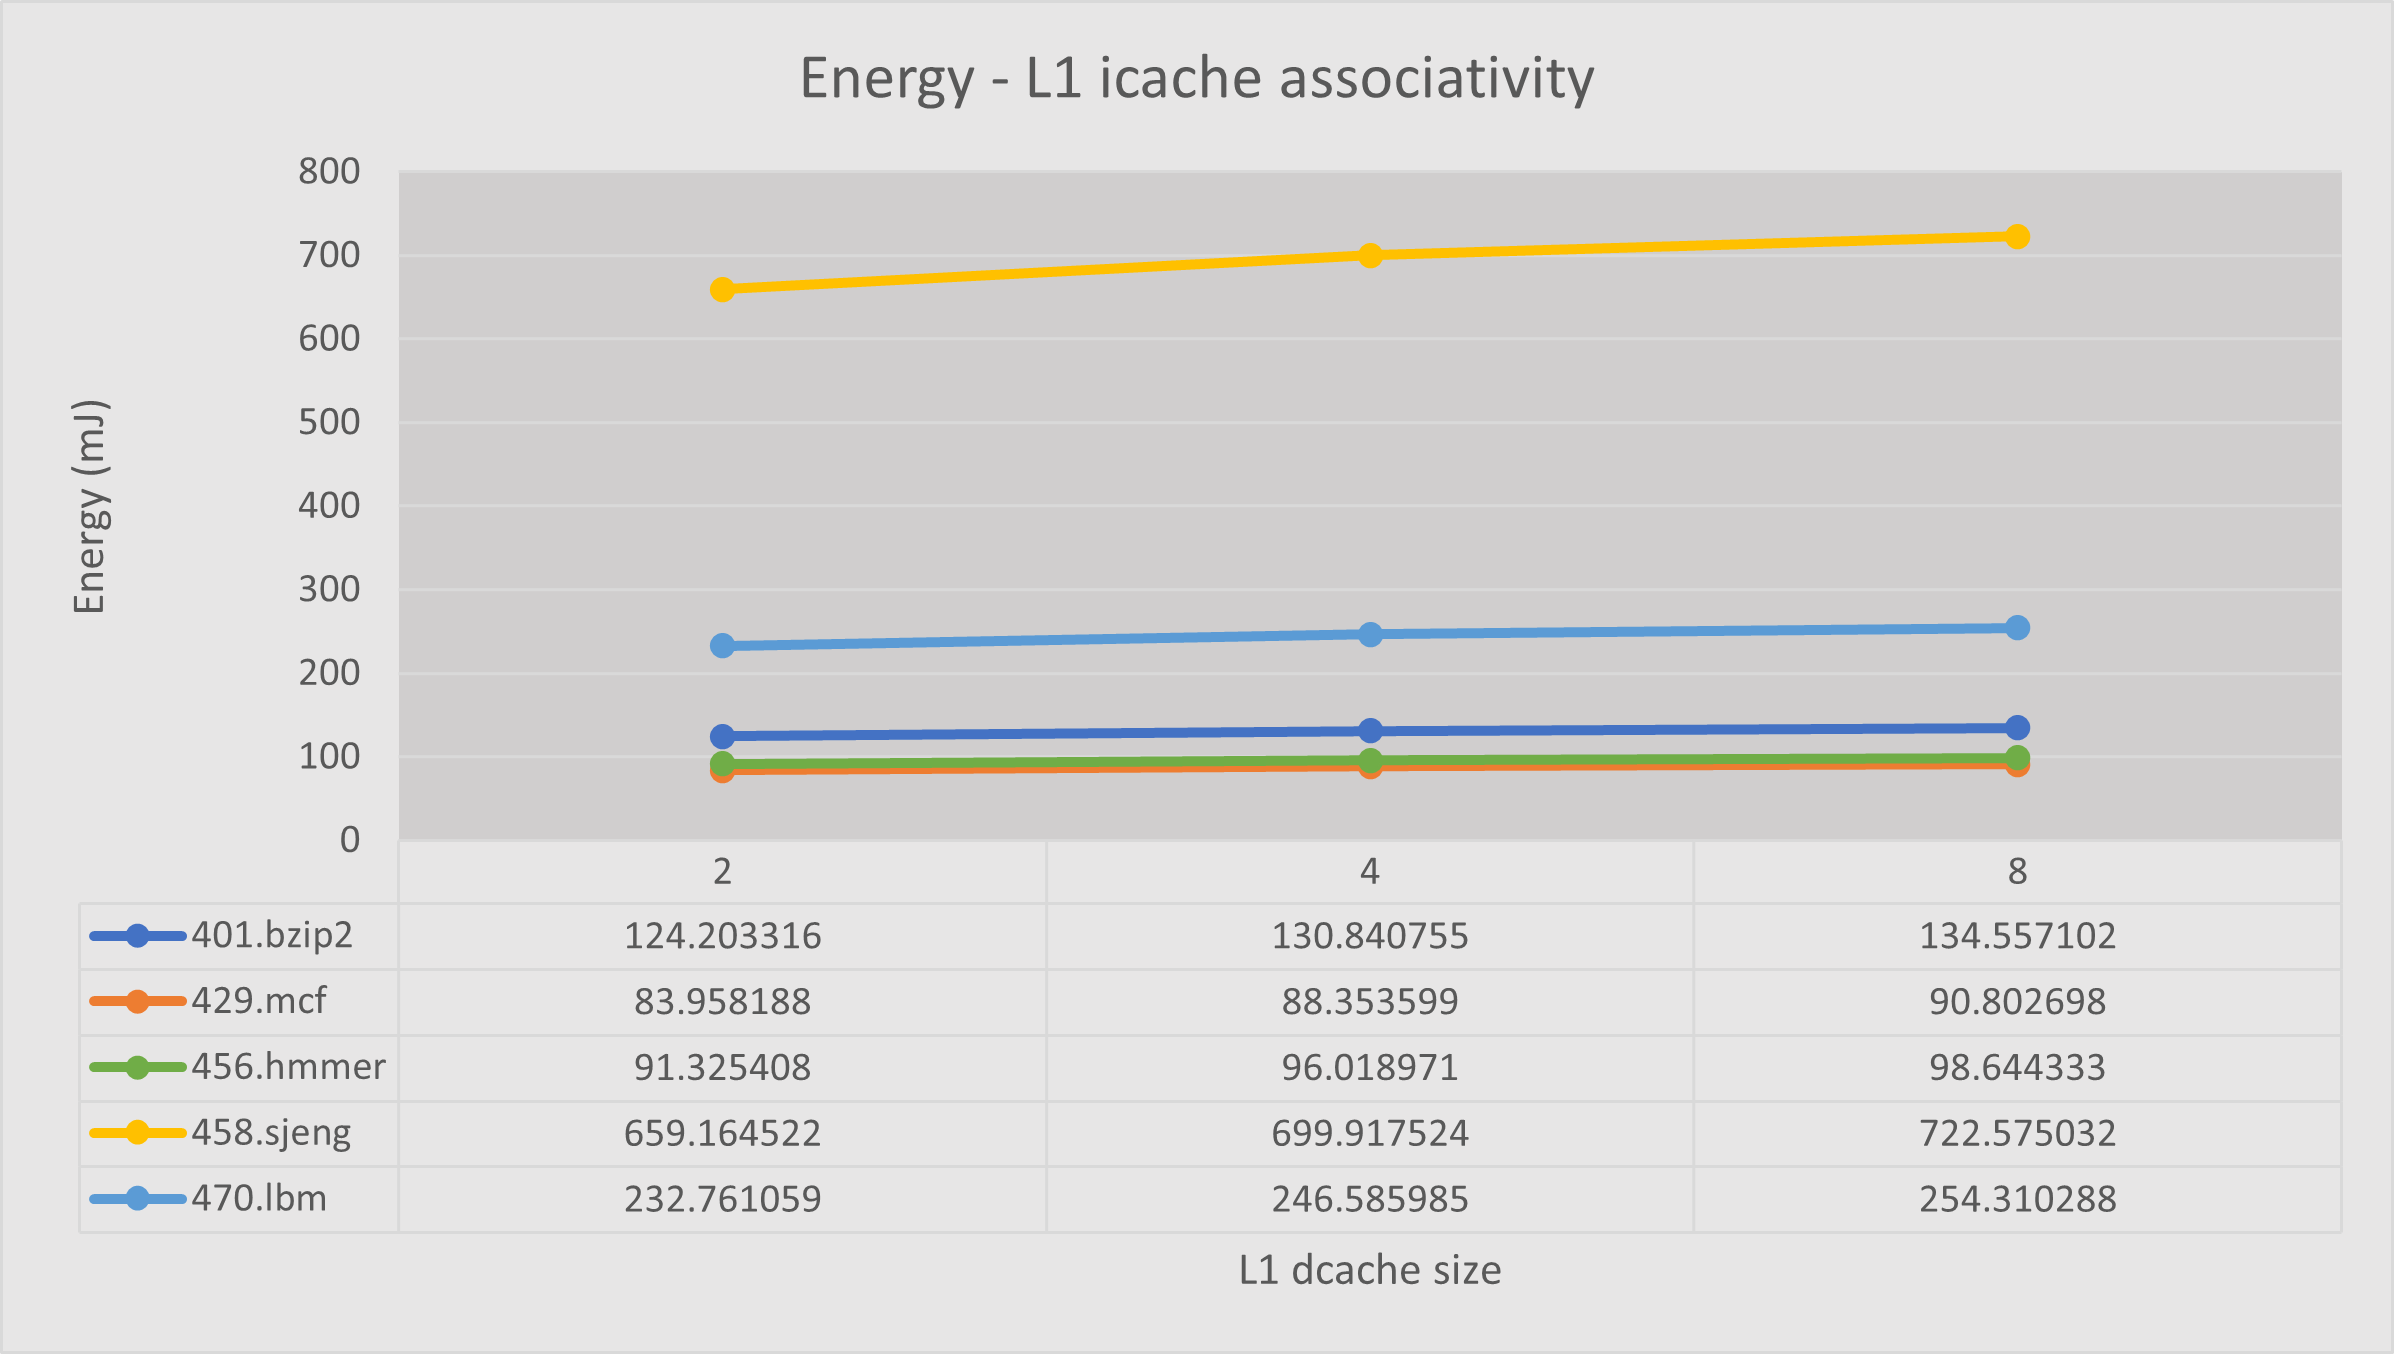 Energy - L1 icache associativity
Energy (mJ)
800
700
600
500
400
300
200
100
0
2 4 8
401.bzip2 124.203316 130.840755 134.557102
429.mcf 83.958188 88.353599 90.802698
456.hmmer 91.325408 96.018971 98.644333
458.sjeng 659.164522 699.917524 722.575032
470.lbm 232.761059 246.585985 254.310288
L1 dcache size